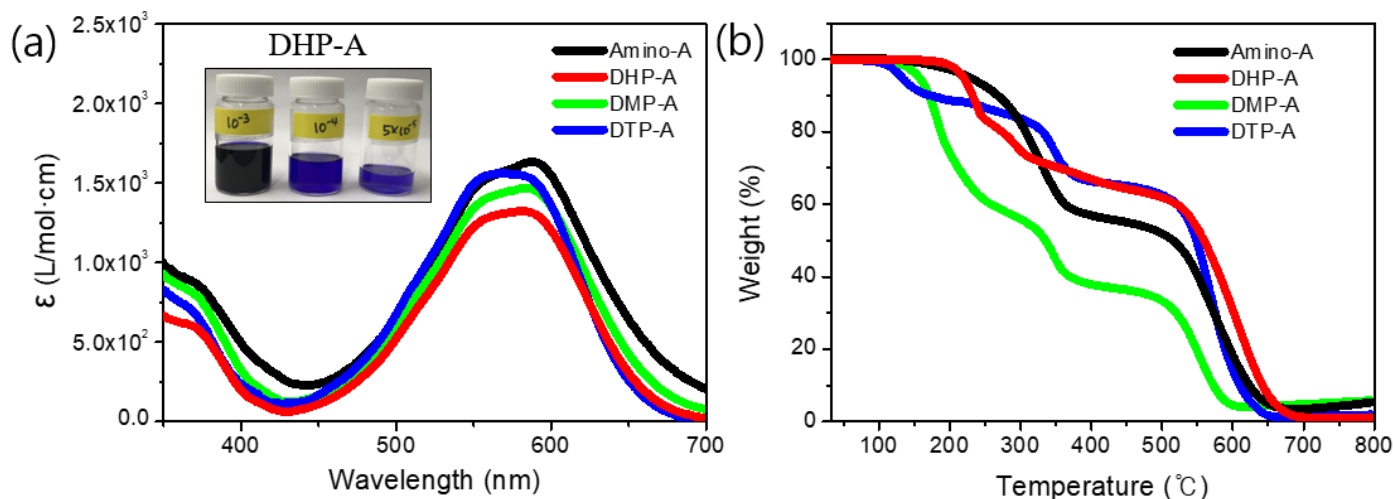 (a)
2.5x10³
2.0x10³
1.5x10³
1.0x10³
5.0x10²
0.0
ε (L/mol·cm)
DHP-A
10⁻³
10⁻⁴
5×10⁻⁵
Amino-A
DHP-A
DMP-A
DTP-A
400
500
600
700
Wavelength (nm)
(b)
100
80
60
40
20
0
Weight (%)
Amino-A
DHP-A
DMP-A
DTP-A
100
200
300
400
500
600
700
800
Temperature (℃)